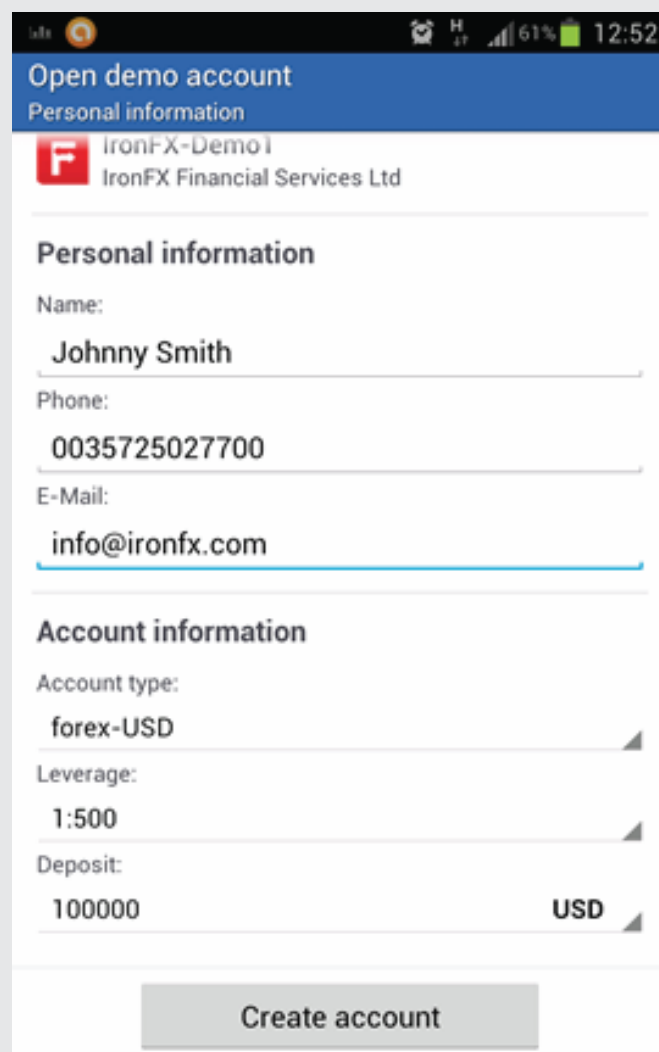 H 61% 12:52
Open demo account
Personal information
IronFX-Demo1
IronFX Financial Services Ltd
Personal information
Name:
Johnny Smith
Phone:
0035725027700
E-Mail:
info@ironfx.com
Account information
Account type:
forex-USD
Leverage:
1:500
Deposit:
100000 USD
Create account